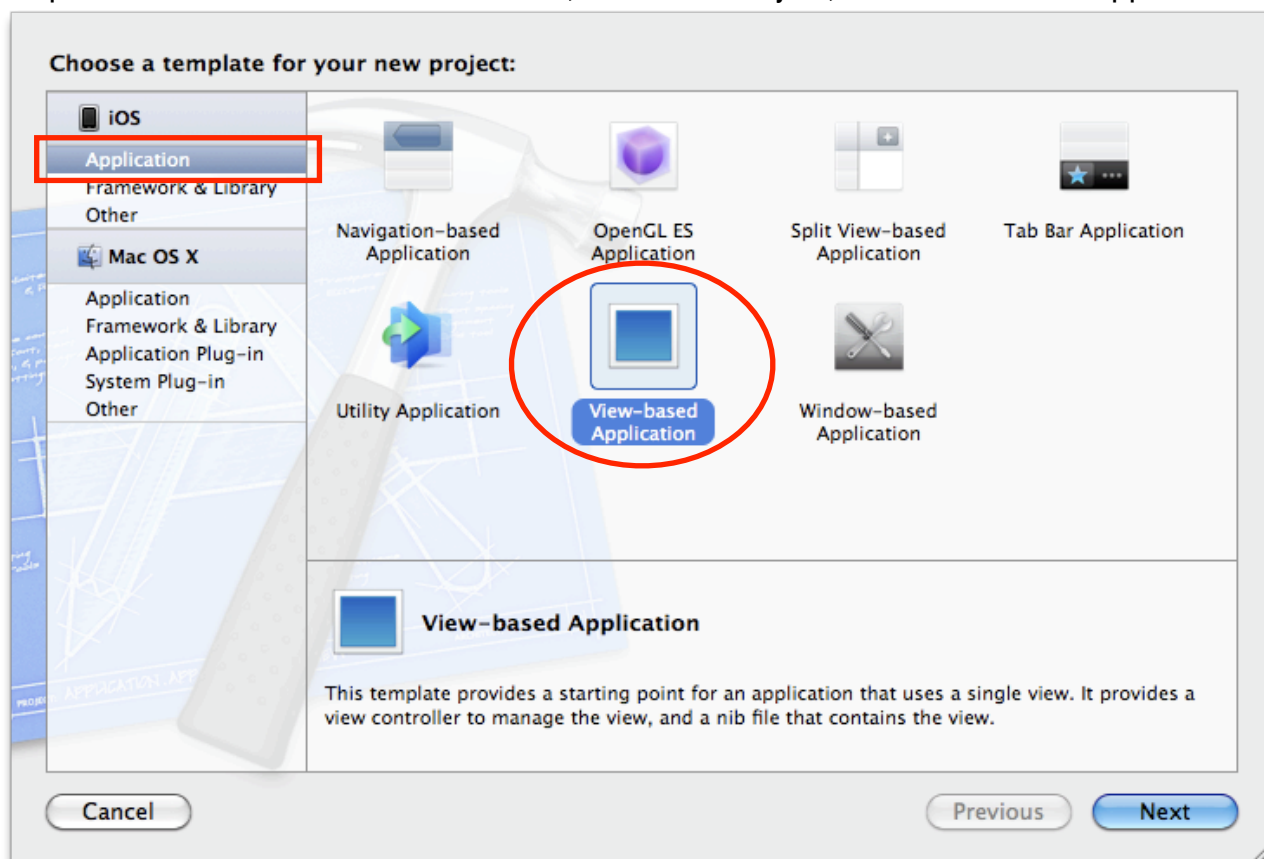 Choose a template for your new project:
iOS
Application
Framework & Library
Other
Mac OS X
Application
Framework & Library
Application Plug-in
System Plug-in
Other
Navigation-based
Application
OpenGL ES
Application
Split View-based
Application
Tab Bar Application
Utility Application
View-based
Application
Window-based
Application
View-based Application
This template provides a starting point for an application that uses a single view. It provides a
view controller to manage the view, and a nib file that contains the view.
Cancel
Previous
Next